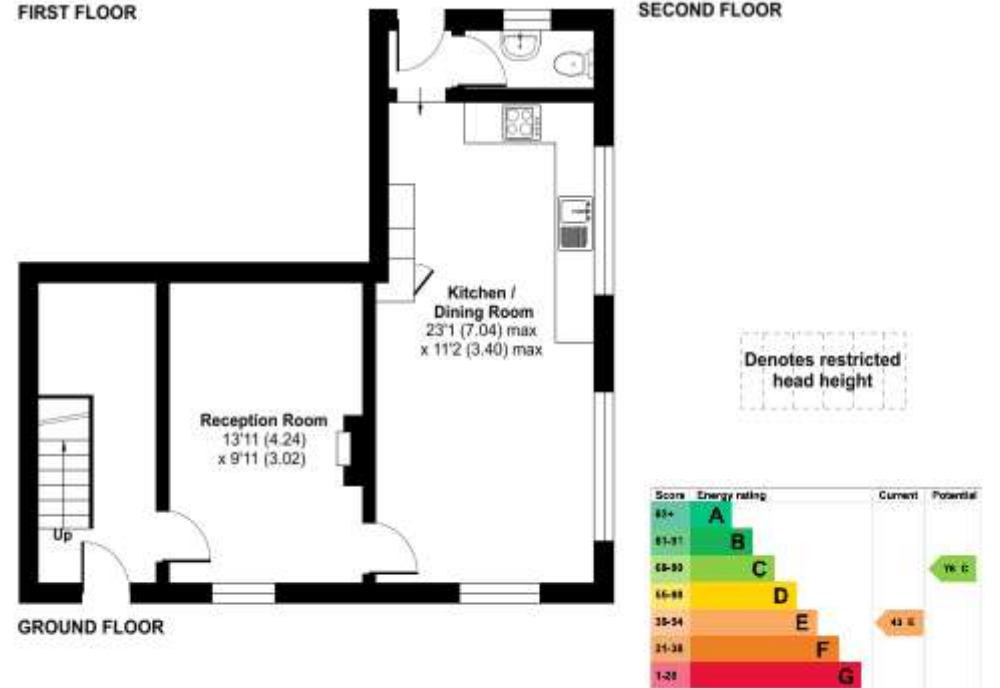 FIRST FLOOR
SECOND FLOOR
Kitchen /
Dining Room
23'1 (7.04) max
x 11'2 (3.40) max
Reception Room
13'11 (4.24)
x 9'11 (3.02)
Up
GROUND FLOOR
Denotes restricted
head height
Score Energy rating Current Potential
A
B
C
D
E
F
G